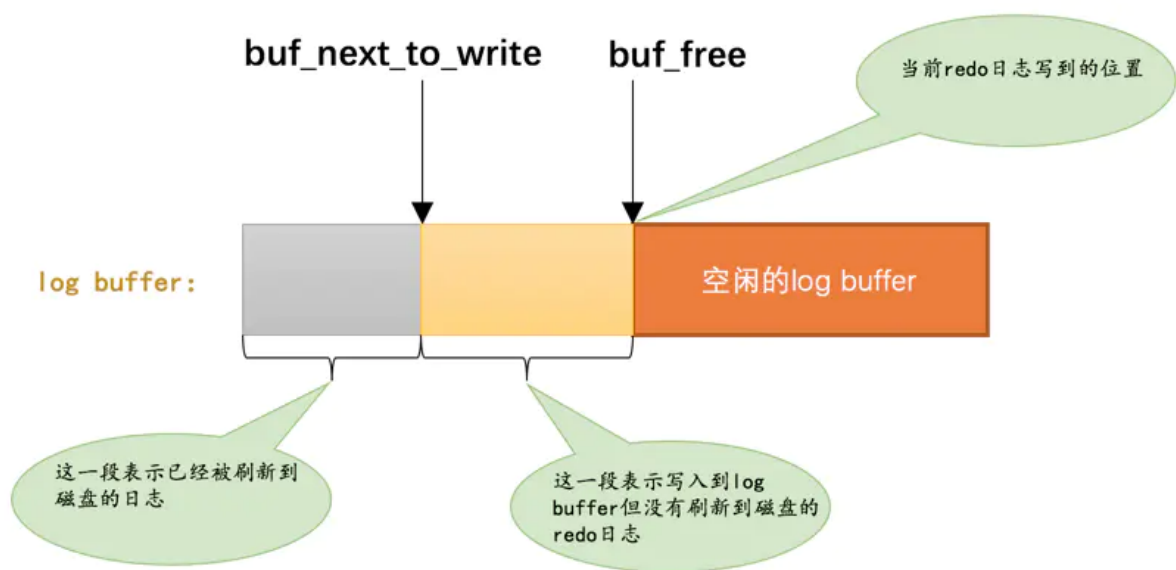 buf_next_to_write
buf_free
当前redo日志写到的位置
log buffer:
空闲的log buffer
这一段表示已经被刷新到
磁盘的日志
这一段表示写入到log
buffer但没有刷新到磁盘的
redo日志